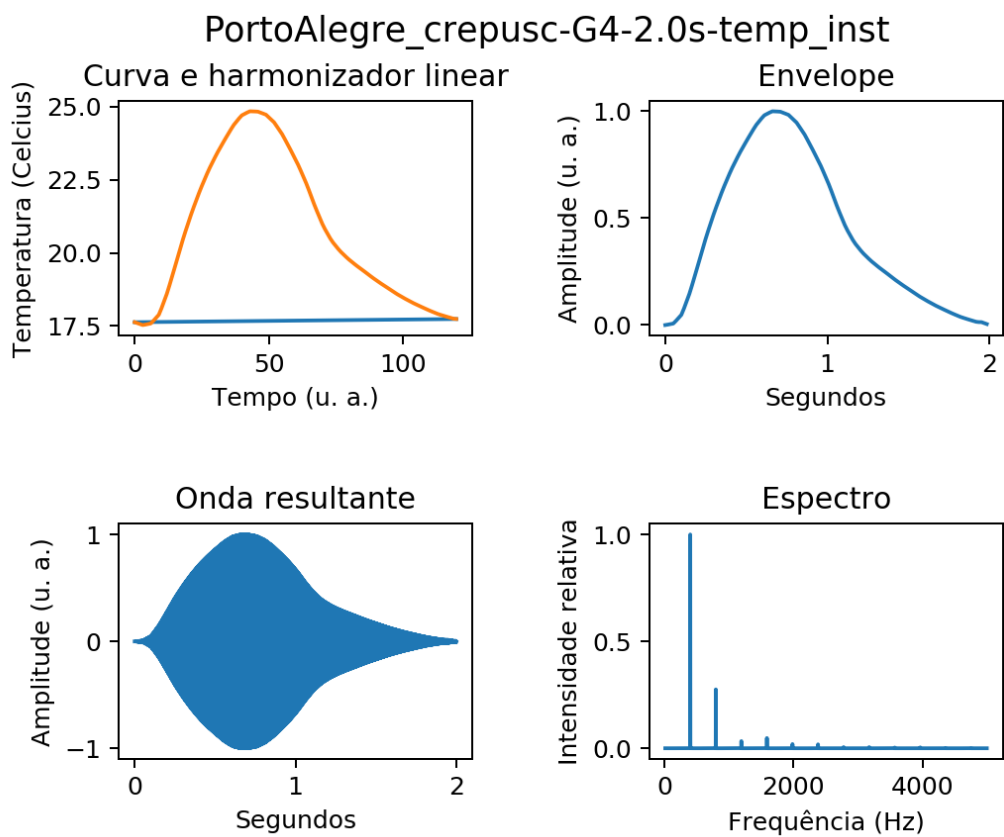 PortoAlegre_crepusc-G4-2.0s-temp_inst
Curva e harmonizador linear
Temperatura (Celcius)
25.0
22.5
20.0
17.5
0
50
100
Tempo (u. a.)
Envelope
Amplitude (u. a.)
1.0
0.5
0.0
0
1
2
Segundos
Onda resultante
Amplitude (u. a.)
1
0
−1
0
1
2
Segundos
Espectro
Intensidade relativa
1.0
0.5
0.0
0
2000
4000
Frequência (Hz)